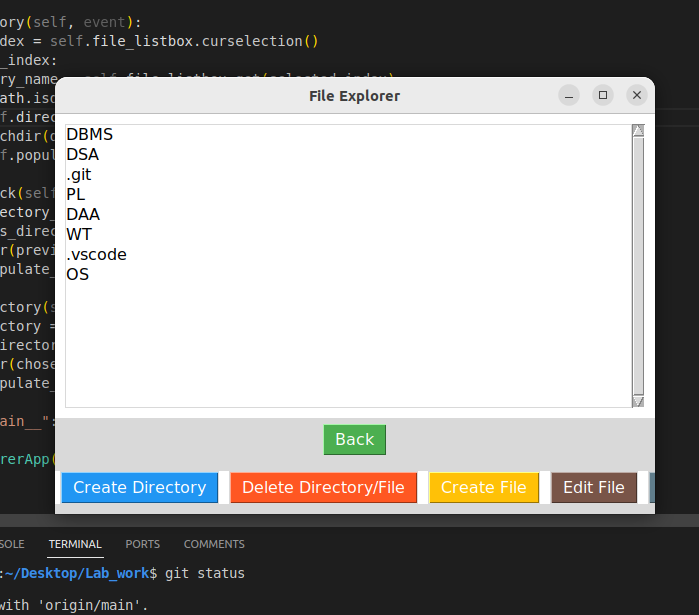 ory(self, event):
dex = self.file_listbox.curselection()
_index:
ry_name
File Explorer
DBMS
DSA
.git
PL
DAA
WT
.vscode
OS
Back
Create Directory
Delete Directory/File
Create File
Edit File
ath.isd
f.direc
chdir(d
f.popul
ck(self
ectory_
s_direc
r(previ
pulate_
ctory(s
ctory =
irector
r(chose
pulate_
ain__":
rerApp(
SOLE TERMINAL PORTS COMMENTS
:~/Desktop/Lab_work$ git status
with 'origin/main'.